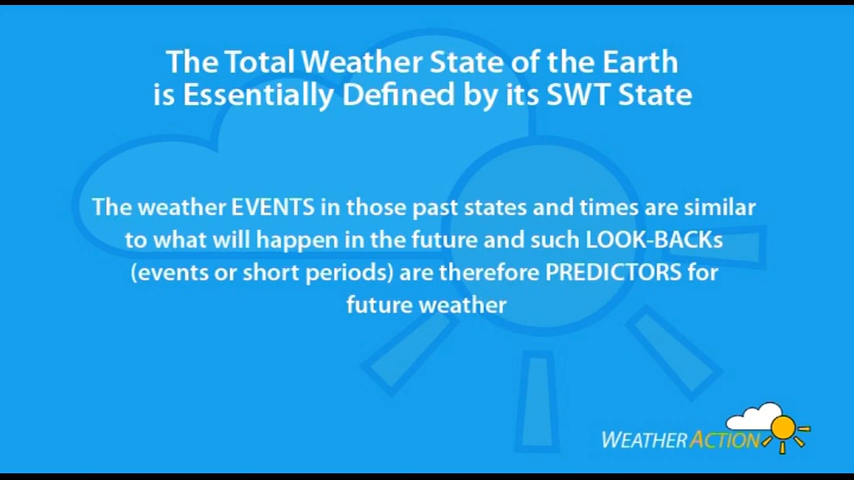 The Total Weather State of the Earth
is Essentially Defined by its SWT State
The weather EVENTS in those past states and times are similar
to what will happen in the future and such LOOK-BACKs
(events or short periods) are therefore PREDICTORS for
future weather
WEATHERACTION